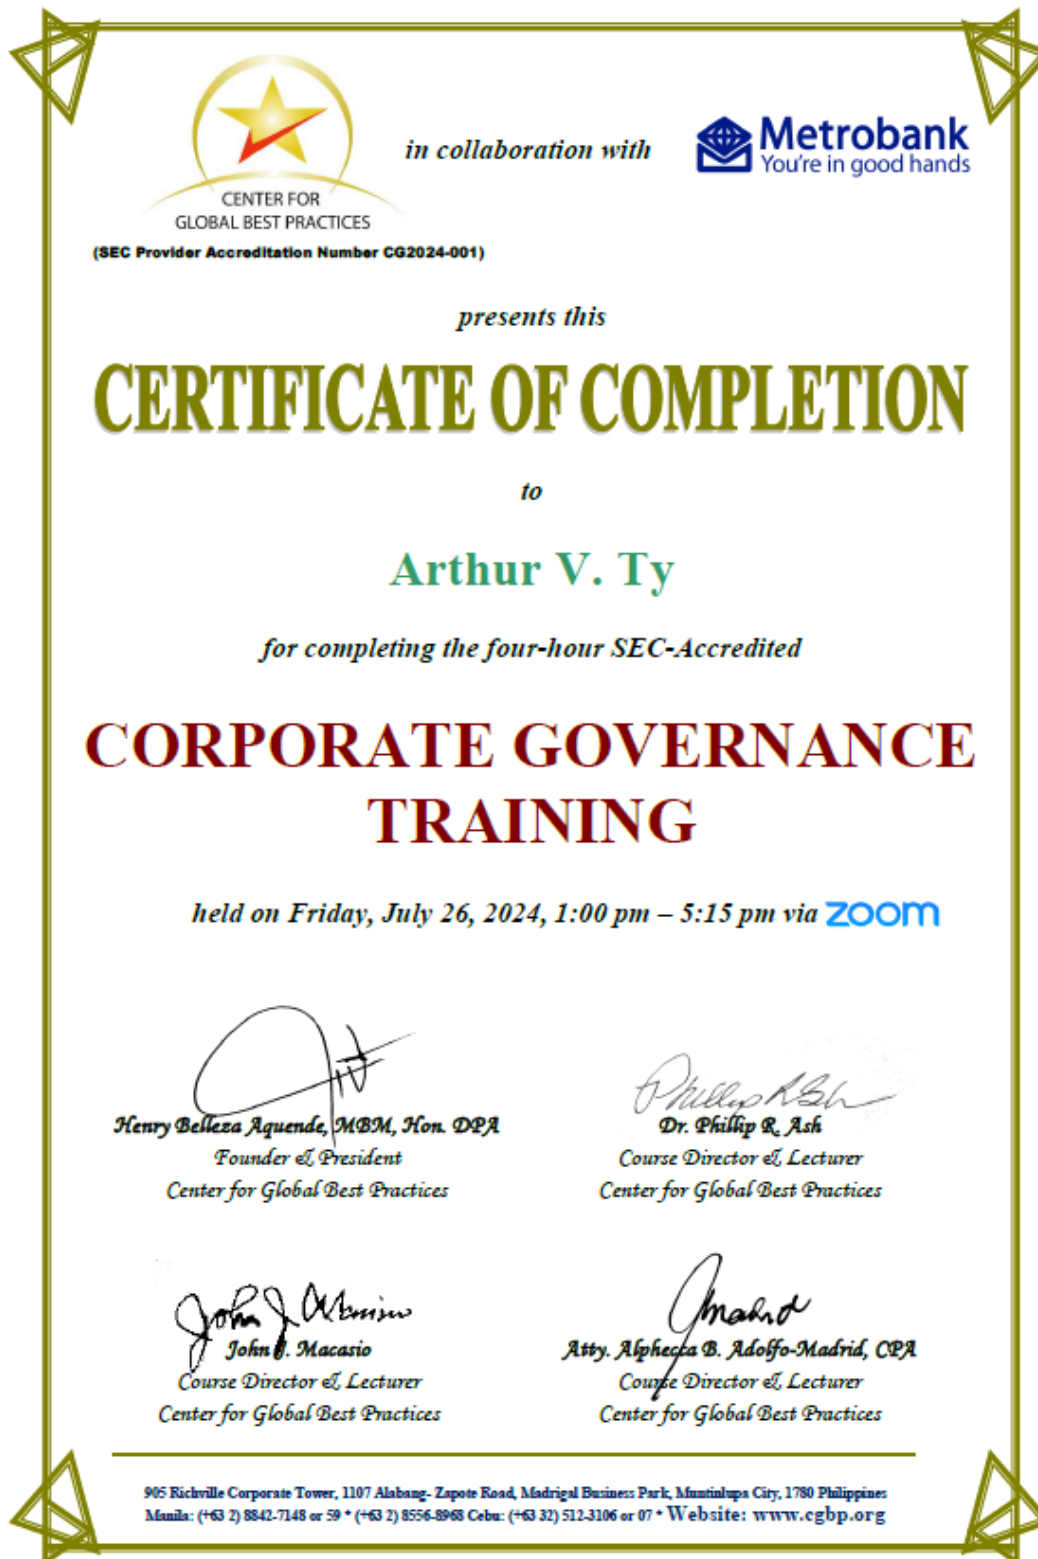 in collaboration with
Metrobank
You're in good hands
CENTER FOR
GLOBAL BEST PRACTICES
(SEC Provider Accreditation Number CG2024-001)
presents this
CERTIFICATE OF COMPLETION
to
Arthur V. Ty
for completing the four-hour SEC-Accredited
CORPORATE GOVERNANCE
TRAINING
held on Friday, July 26, 2024, 1:00 pm – 5:15 pm via zoom
Henry Belleza Aquende, MBM, Hon. DPA
Founder & President
Center for Global Best Practices
Phillip R Ash
Dr. Phillip R. Ash
Course Director & Lecturer
Center for Global Best Practices
John J. Macasio
John J. Macasio
Course Director & Lecturer
Center for Global Best Practices
Atty. Alphecca B. Adolfo-Madrid, CPA
Course Director & Lecturer
Center for Global Best Practices
905 Richville Corporate Tower, 1107 Alabang- Zapote Road, Madrigal Business Park, Muntinlupa City, 1780 Philippines
Manila: (+63 2) 8842-7148 or 59 * (+63 2) 8556-8968 Cebu: (+63 32) 512-3106 or 07 * Website: www.cgbp.org